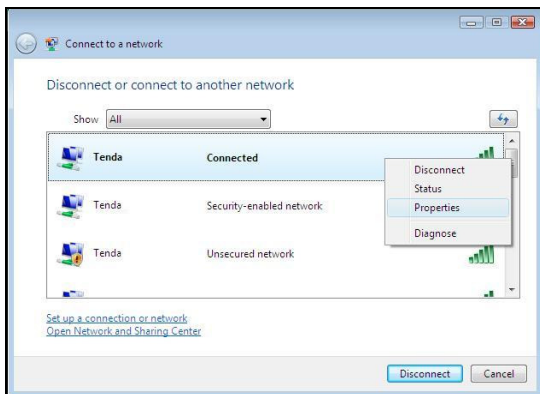 Connect to a network
Disconnect or connect to another network
Show All
Tenda Connected
Disconnect
Status
Tenda Security-enabled network
Properties
Diagnose
Tenda Unsecured network
Set up a connection or network
Open Network and Sharing Center
Disconnect Cancel